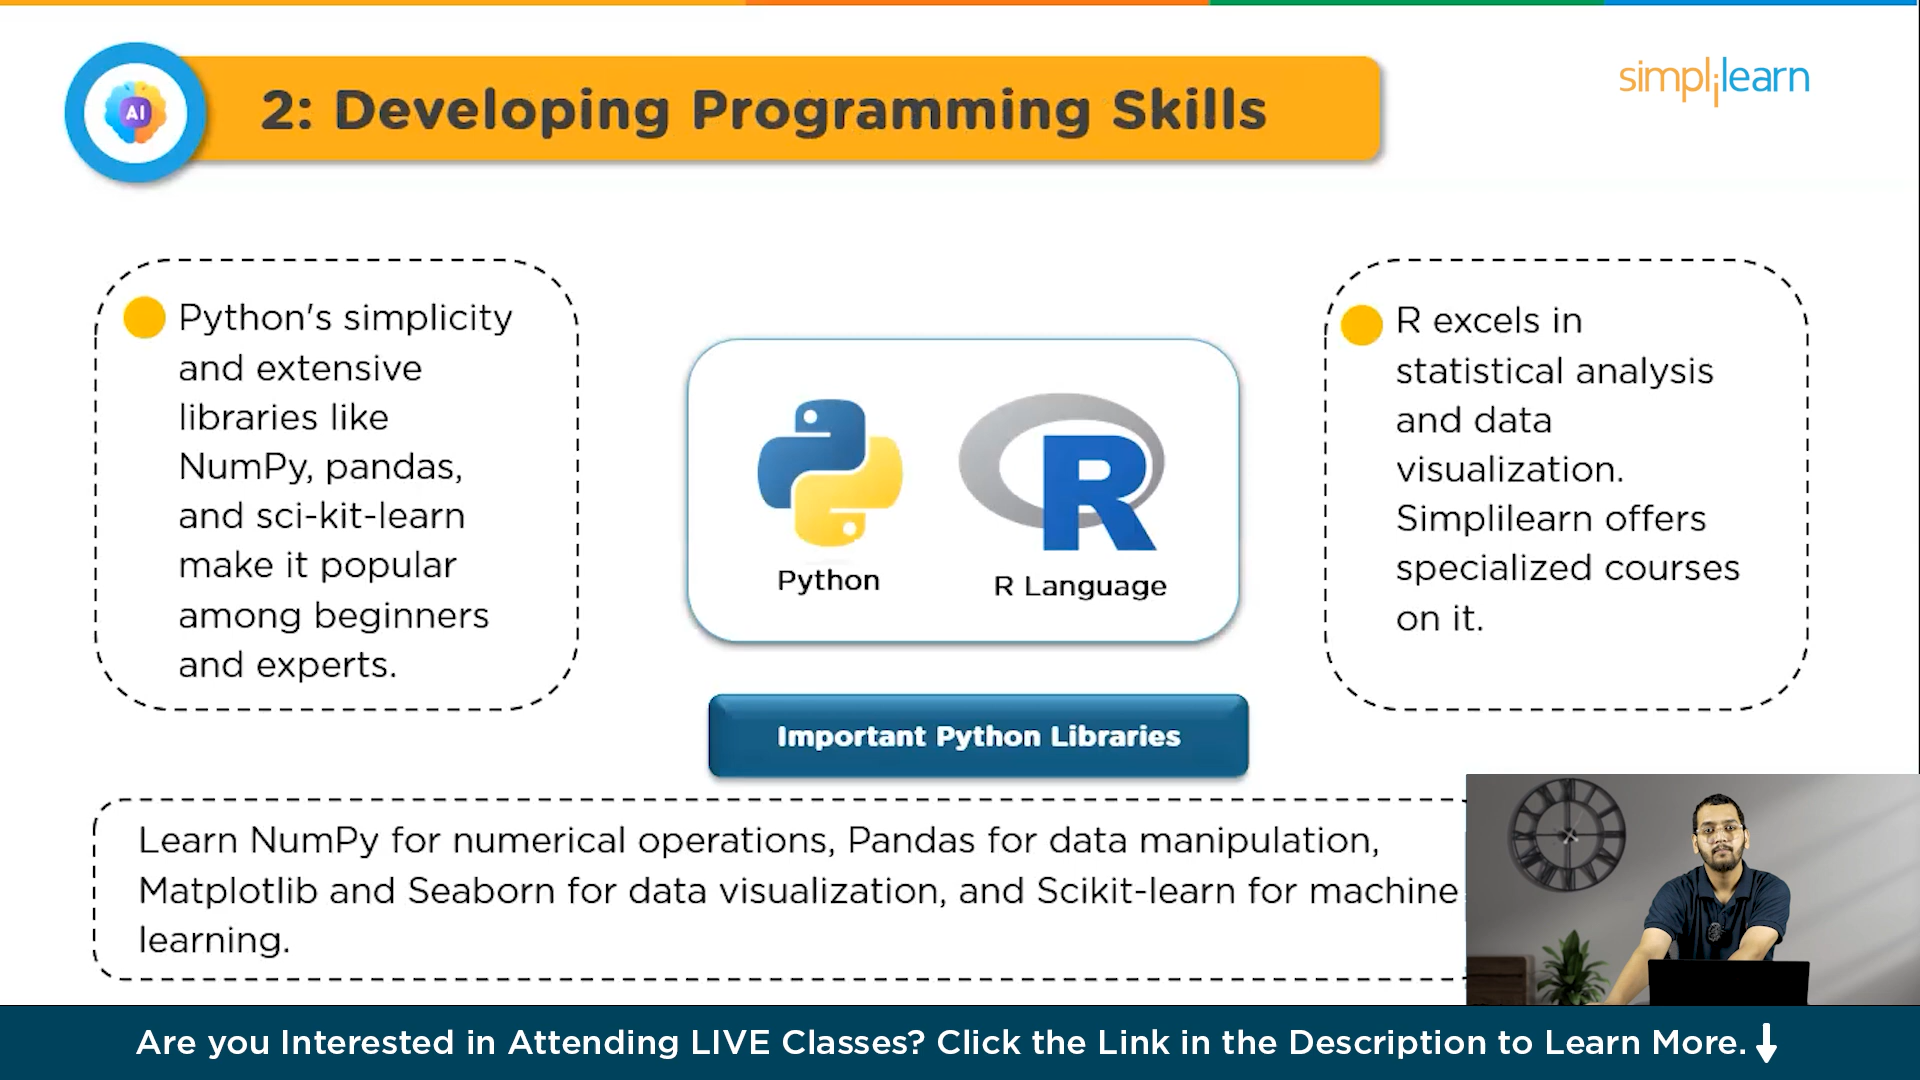 AI
2: Developing Programming Skills
simplilearn
Python's simplicity
and extensive
libraries like
NumPy, pandas,
and sci-kit-learn
make it popular
among beginners
and experts.
Python
R
R Language
R excels in
statistical analysis
and data
visualization.
Simplilearn offers
specialized courses
on it.
Important Python Libraries
Learn NumPy for numerical operations, Pandas for data manipulation,
Matplotlib and Seaborn for data visualization, and Scikit-learn for machine
learning.
Are you Interested in Attending LIVE Classes? Click the Link in the Description to Learn More.